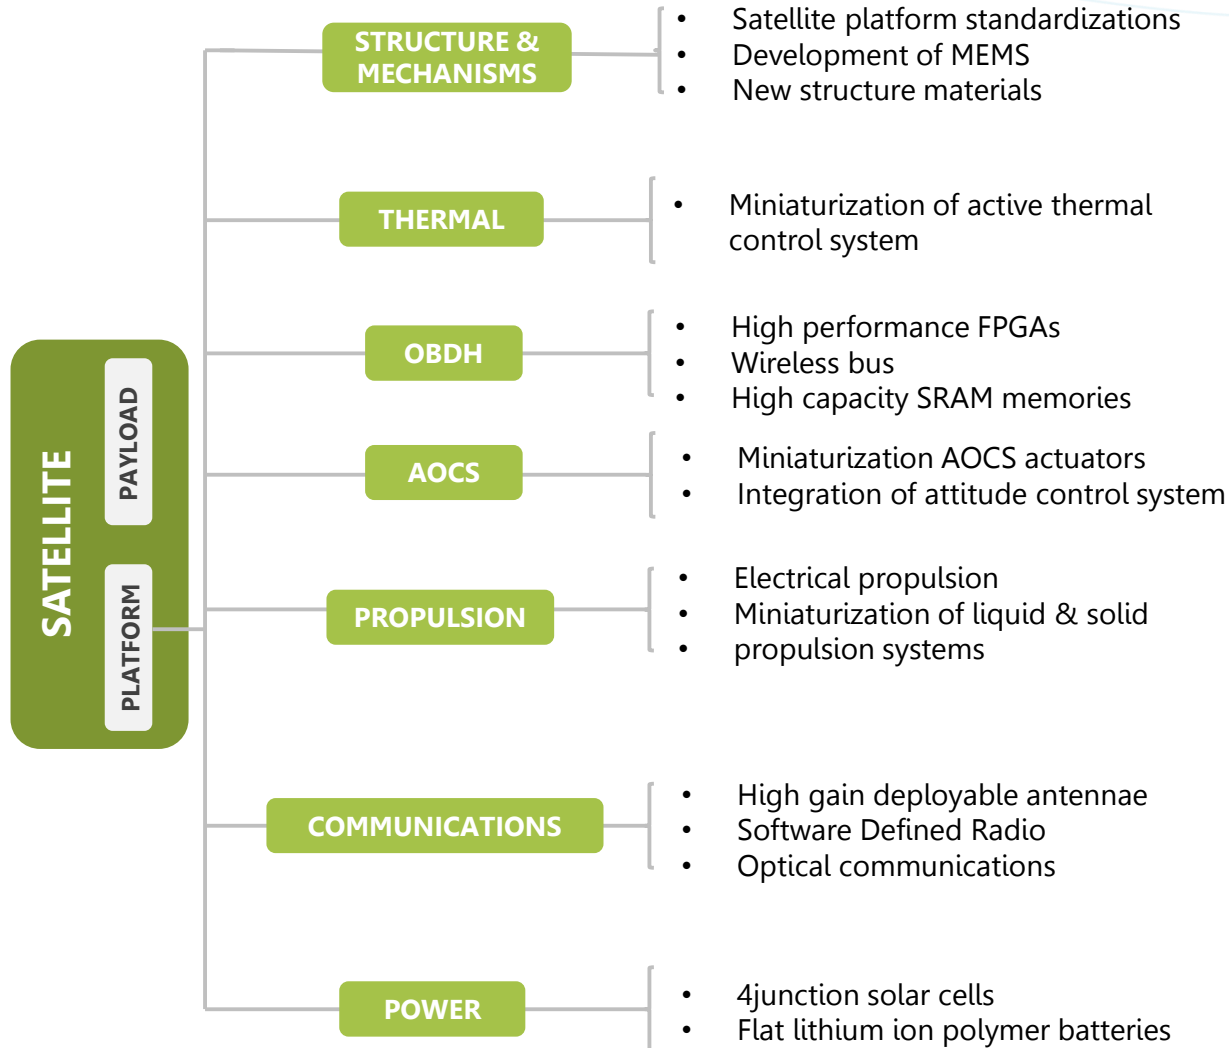 SATELLITE
PAYLOAD
PLATFORM
STRUCTURE &
MECHANISMS
• Satellite platform standardizations
• Development of MEMS
• New structure materials
THERMAL
• Miniaturization of active thermal
control system
OBDH
• High performance FPGAs
• Wireless bus
• High capacity SRAM memories
AOCS
• Miniaturization AOCS actuators
• Integration of attitude control system
PROPULSION
• Electrical propulsion
• Miniaturization of liquid & solid
• propulsion systems
COMMUNICATIONS
• High gain deployable antennae
• Software Defined Radio
• Optical communications
POWER
• 4junction solar cells
• Flat lithium ion polymer batteries